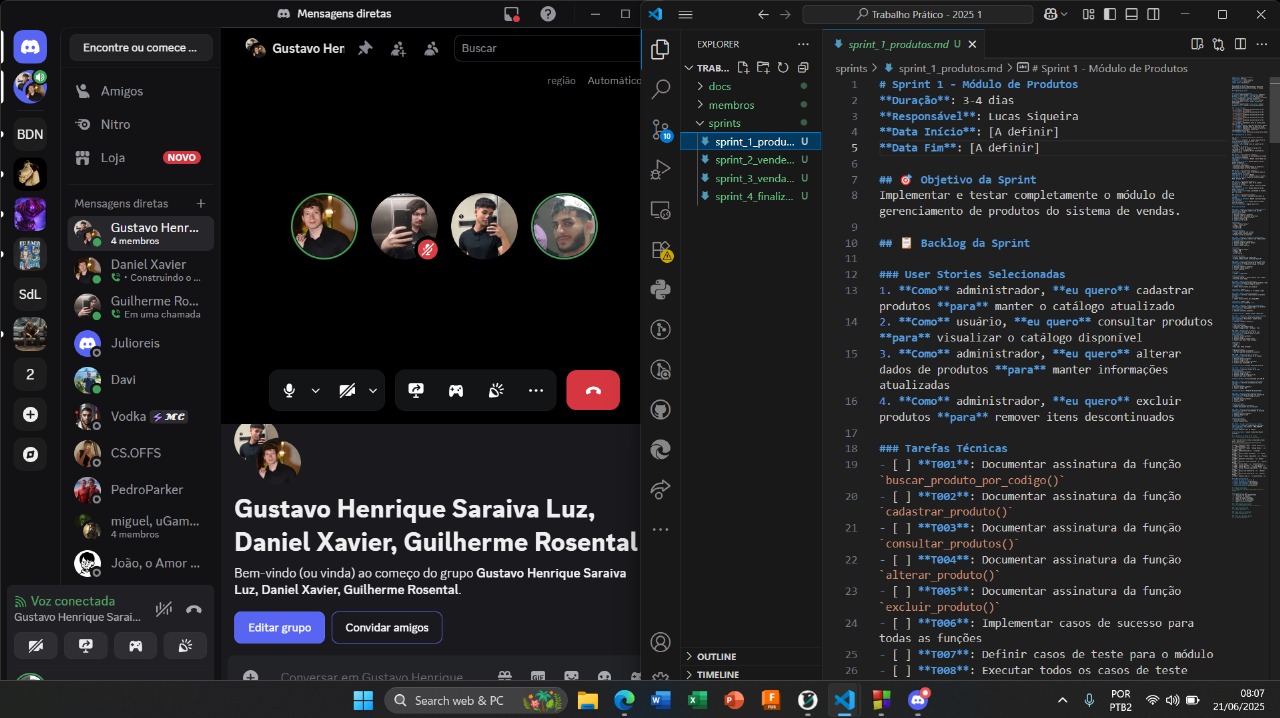 Mensagens diretas
Encontre ou comece ...
Amigos
Nitro
Loja
NOVO
Mensagens diretas
Gustavo Henr...
4 membros
Daniel Xavier
• Construindo o ...
Guilherme Ro...
Em uma chamada
Julioreis
Davi
Vodka
CS.OFFS
PedroParker
miguel, uGam...
4 membros
João, o Amor ...
BDN
SdL
2
Voz conectada
Gustavo Henrique Sarai...
Gustavo Henr
Buscar
região
Automático
Gustavo Henrique Saraiva Luz,
Daniel Xavier, Guilherme Rosental
Bem-vindo (ou vinda) ao começo do grupo Gustavo Henrique Saraiva
Luz, Daniel Xavier, Guilherme Rosental.
Editar grupo
Convidar amigos
Conversar em Gustavo Henrique
GIF
Trabalho Prático - 2025 1
EXPLORER
TRAB...
docs
membros
sprints
sprint_1_produ... U
sprint_2_vende... U
sprint_3_venda... U
sprint_4_finaliz... U
OUTLINE
TIMELINE
10
sprint_1_produtos.md U
sprints > sprint_1_produtos.md > # Sprint 1 - Módulo de Produtos
1 # Sprint 1 - Módulo de Produtos
2 **Duração**: 3-4 dias
3 **Responsável**: Lucas Siqueira
4 **Data Início**: [A definir]
5 **Data Fim**: [A definir]
6
7 ## 🎯 Objetivo da Sprint
8 Implementar e testar completamente o módulo de
gerenciamento de produtos do sistema de vendas.
9
10 ## 📋 Backlog da Sprint
11
12 ### User Stories Selecionadas
13 1. **Como** administrador, **eu quero** cadastrar
produtos **para** manter o catálogo atualizado
14 2. **Como** usuário, **eu quero** consultar produtos
**para** visualizar o catálogo disponível
15 3. **Como** administrador, **eu quero** alterar
dados de produtos **para** manter informações
atualizadas
16 4. **Como** administrador, **eu quero** excluir
produtos **para** remover itens descontinuados
17
18 ### Tarefas Técnicas
19 - [ ] **T001**: Documentar assinatura da função
`buscar_produto_por_codigo()`
20 - [ ] **T002**: Documentar assinatura da função
`cadastrar_produto()`
21 - [ ] **T003**: Documentar assinatura da função
`consultar_produtos()`
22 - [ ] **T004**: Documentar assinatura da função
`alterar_produto()`
23 - [ ] **T005**: Documentar assinatura da função
`excluir_produto()`
24 - [ ] **T006**: Implementar casos de sucesso para
todas as funções
25 - [ ] **T007**: Definir casos de teste para o módulo
26 - [ ] **T008**: Executar todos os casos de teste
Search web & PC
POR
PTB2
08:07
21/06/2025